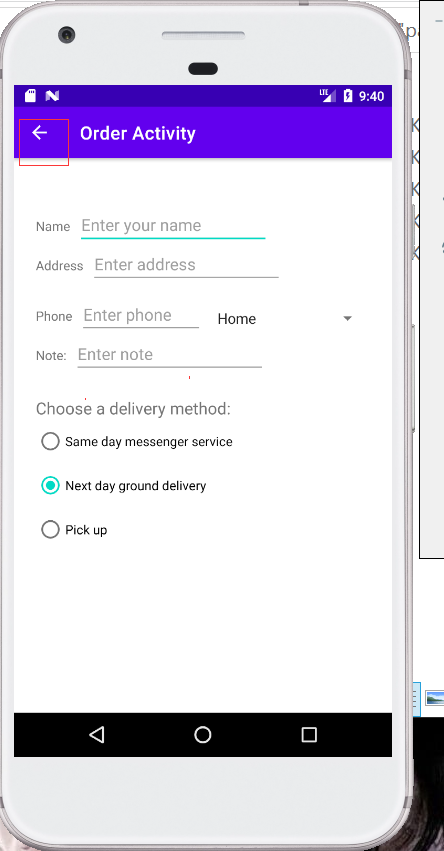 LTE 9:40
Order Activity
Name Enter your name
Address Enter address
Phone Enter phone Home
Note: Enter note
Choose a delivery method:
Same day messenger service
Next day ground delivery
Pick up